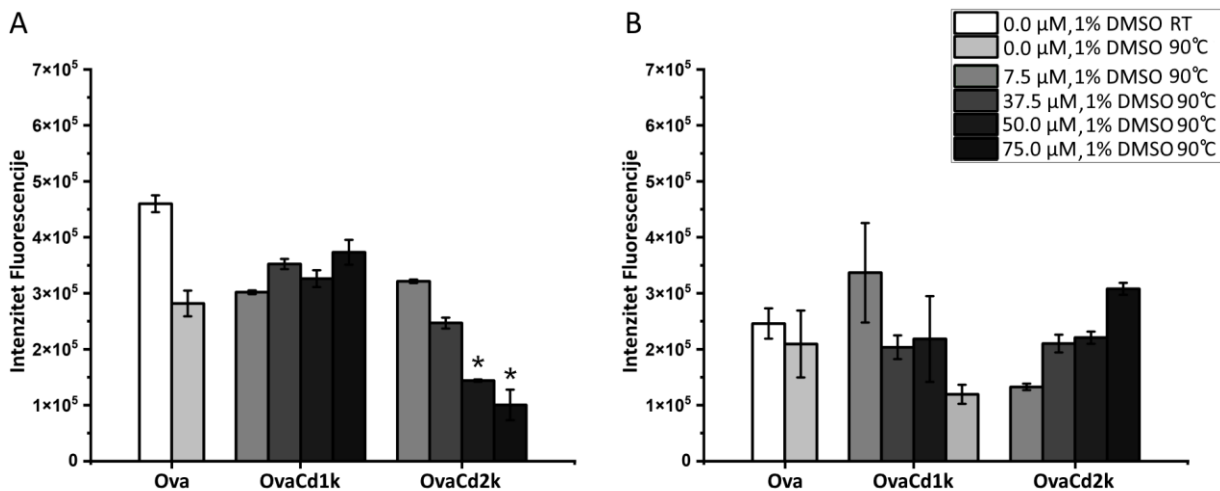 A
Intenzitet Fluorescencije
7×10⁵
6×10⁵
5×10⁵
4×10⁵
3×10⁵
2×10⁵
1×10⁵
0
* *
Ova OvaCd1k OvaCd2k
B
0.0 µM,1% DMSO RT
0.0 µM,1% DMSO 90℃
7.5 µM,1% DMSO 90℃
37.5 µM,1% DMSO 90℃
50.0 µM,1% DMSO 90℃
75.0 µM,1% DMSO 90℃
Intenzitet Fluorescencije
7×10⁵
6×10⁵
5×10⁵
4×10⁵
3×10⁵
2×10⁵
1×10⁵
0
Ova OvaCd1k OvaCd2k